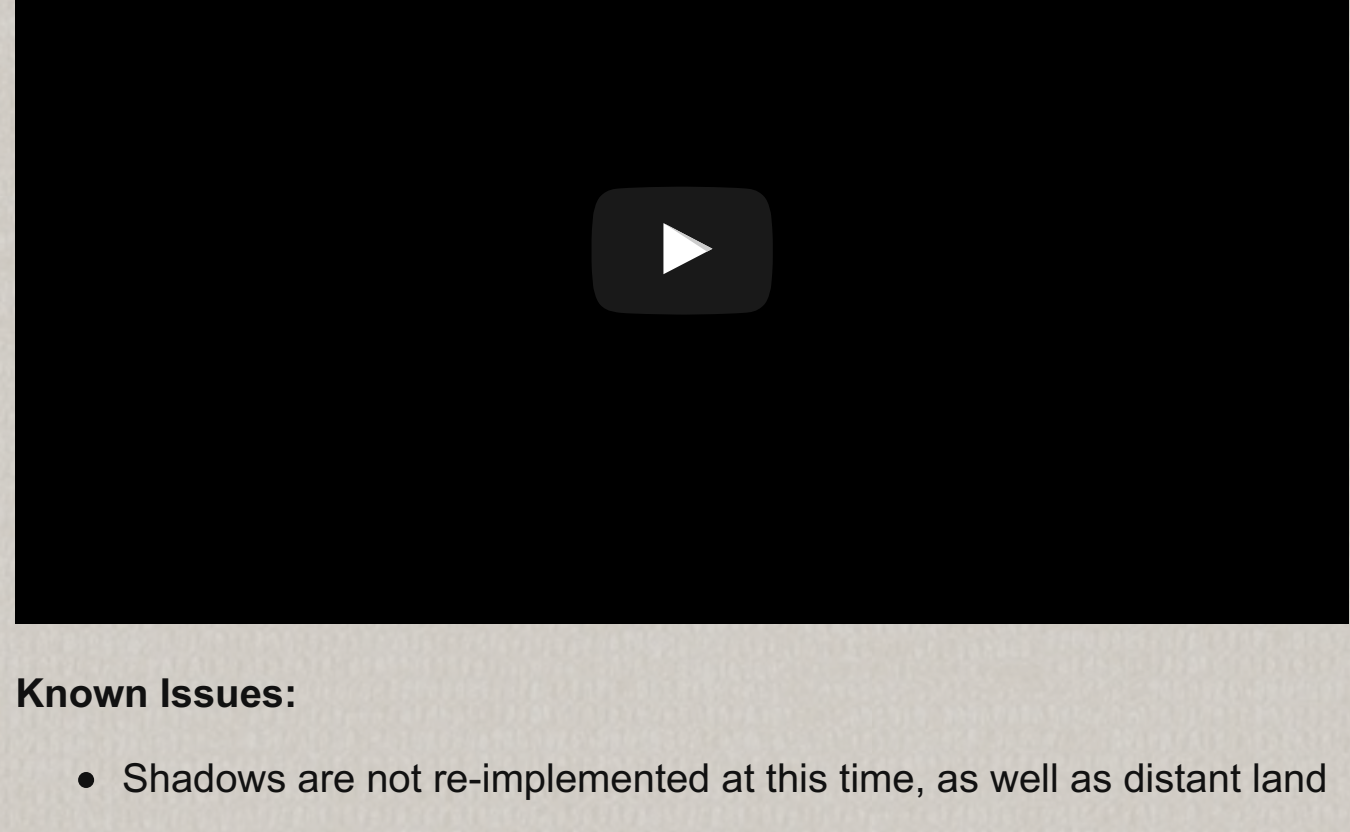 Known Issues:
Shadows are not re-implemented at this time, as well as distant land